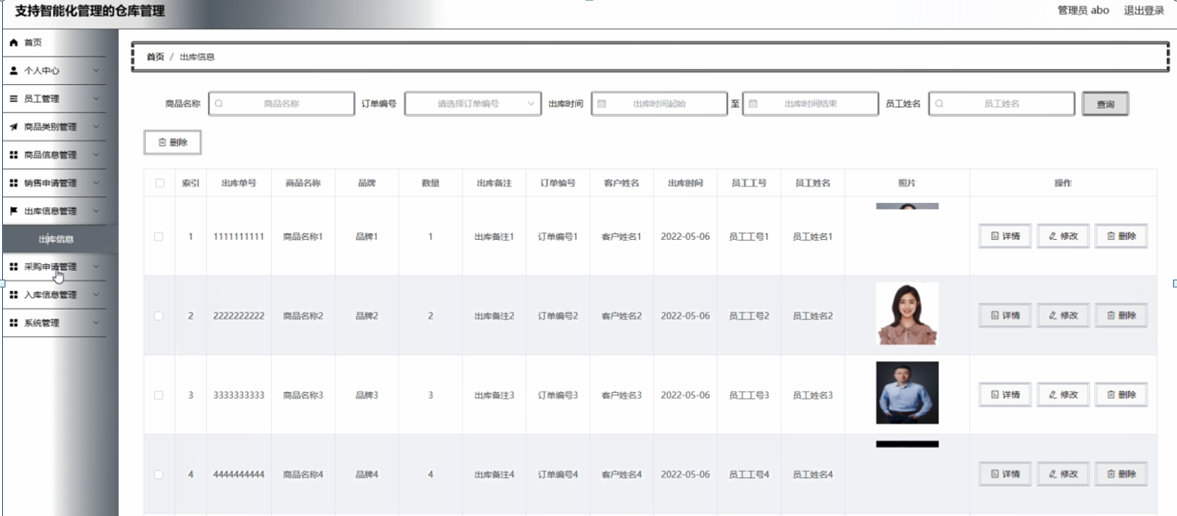 支持智能化管理的仓库管理
管理员 abo 退出登录
首页
个人中心
员工管理
商品类别管理
商品信息管理
销售申请管理
出库信息管理
出库信息
采购申请管理
入库信息管理
系统管理
首页 / 出库信息
商品名称 商品名称 订单编号 请选择订单编号 出库时间 出库时间起始 至 出库时间结束 员工姓名 员工姓名 查询
删除
索引 出库单号 商品名称 品牌 数量 出库备注 订单编号 客户姓名 出库时间 员工工号 员工姓名 照片 操作
1 1111111111 商品名称1 品牌1 1 出库备注1 订单编号1 客户姓名1 2022-05-06 员工工号1 员工姓名1 详情 修改 删除
2 2222222222 商品名称2 品牌2 2 出库备注2 订单编号2 客户姓名2 2022-05-06 员工工号2 员工姓名2 详情 修改 删除
3 3333333333 商品名称3 品牌3 3 出库备注3 订单编号3 客户姓名3 2022-05-06 员工工号3 员工姓名3 详情 修改 删除
4 4444444444 商品名称4 品牌4 4 出库备注4 订单编号4 客户姓名4 2022-05-06 员工工号4 员工姓名4 详情 修改 删除